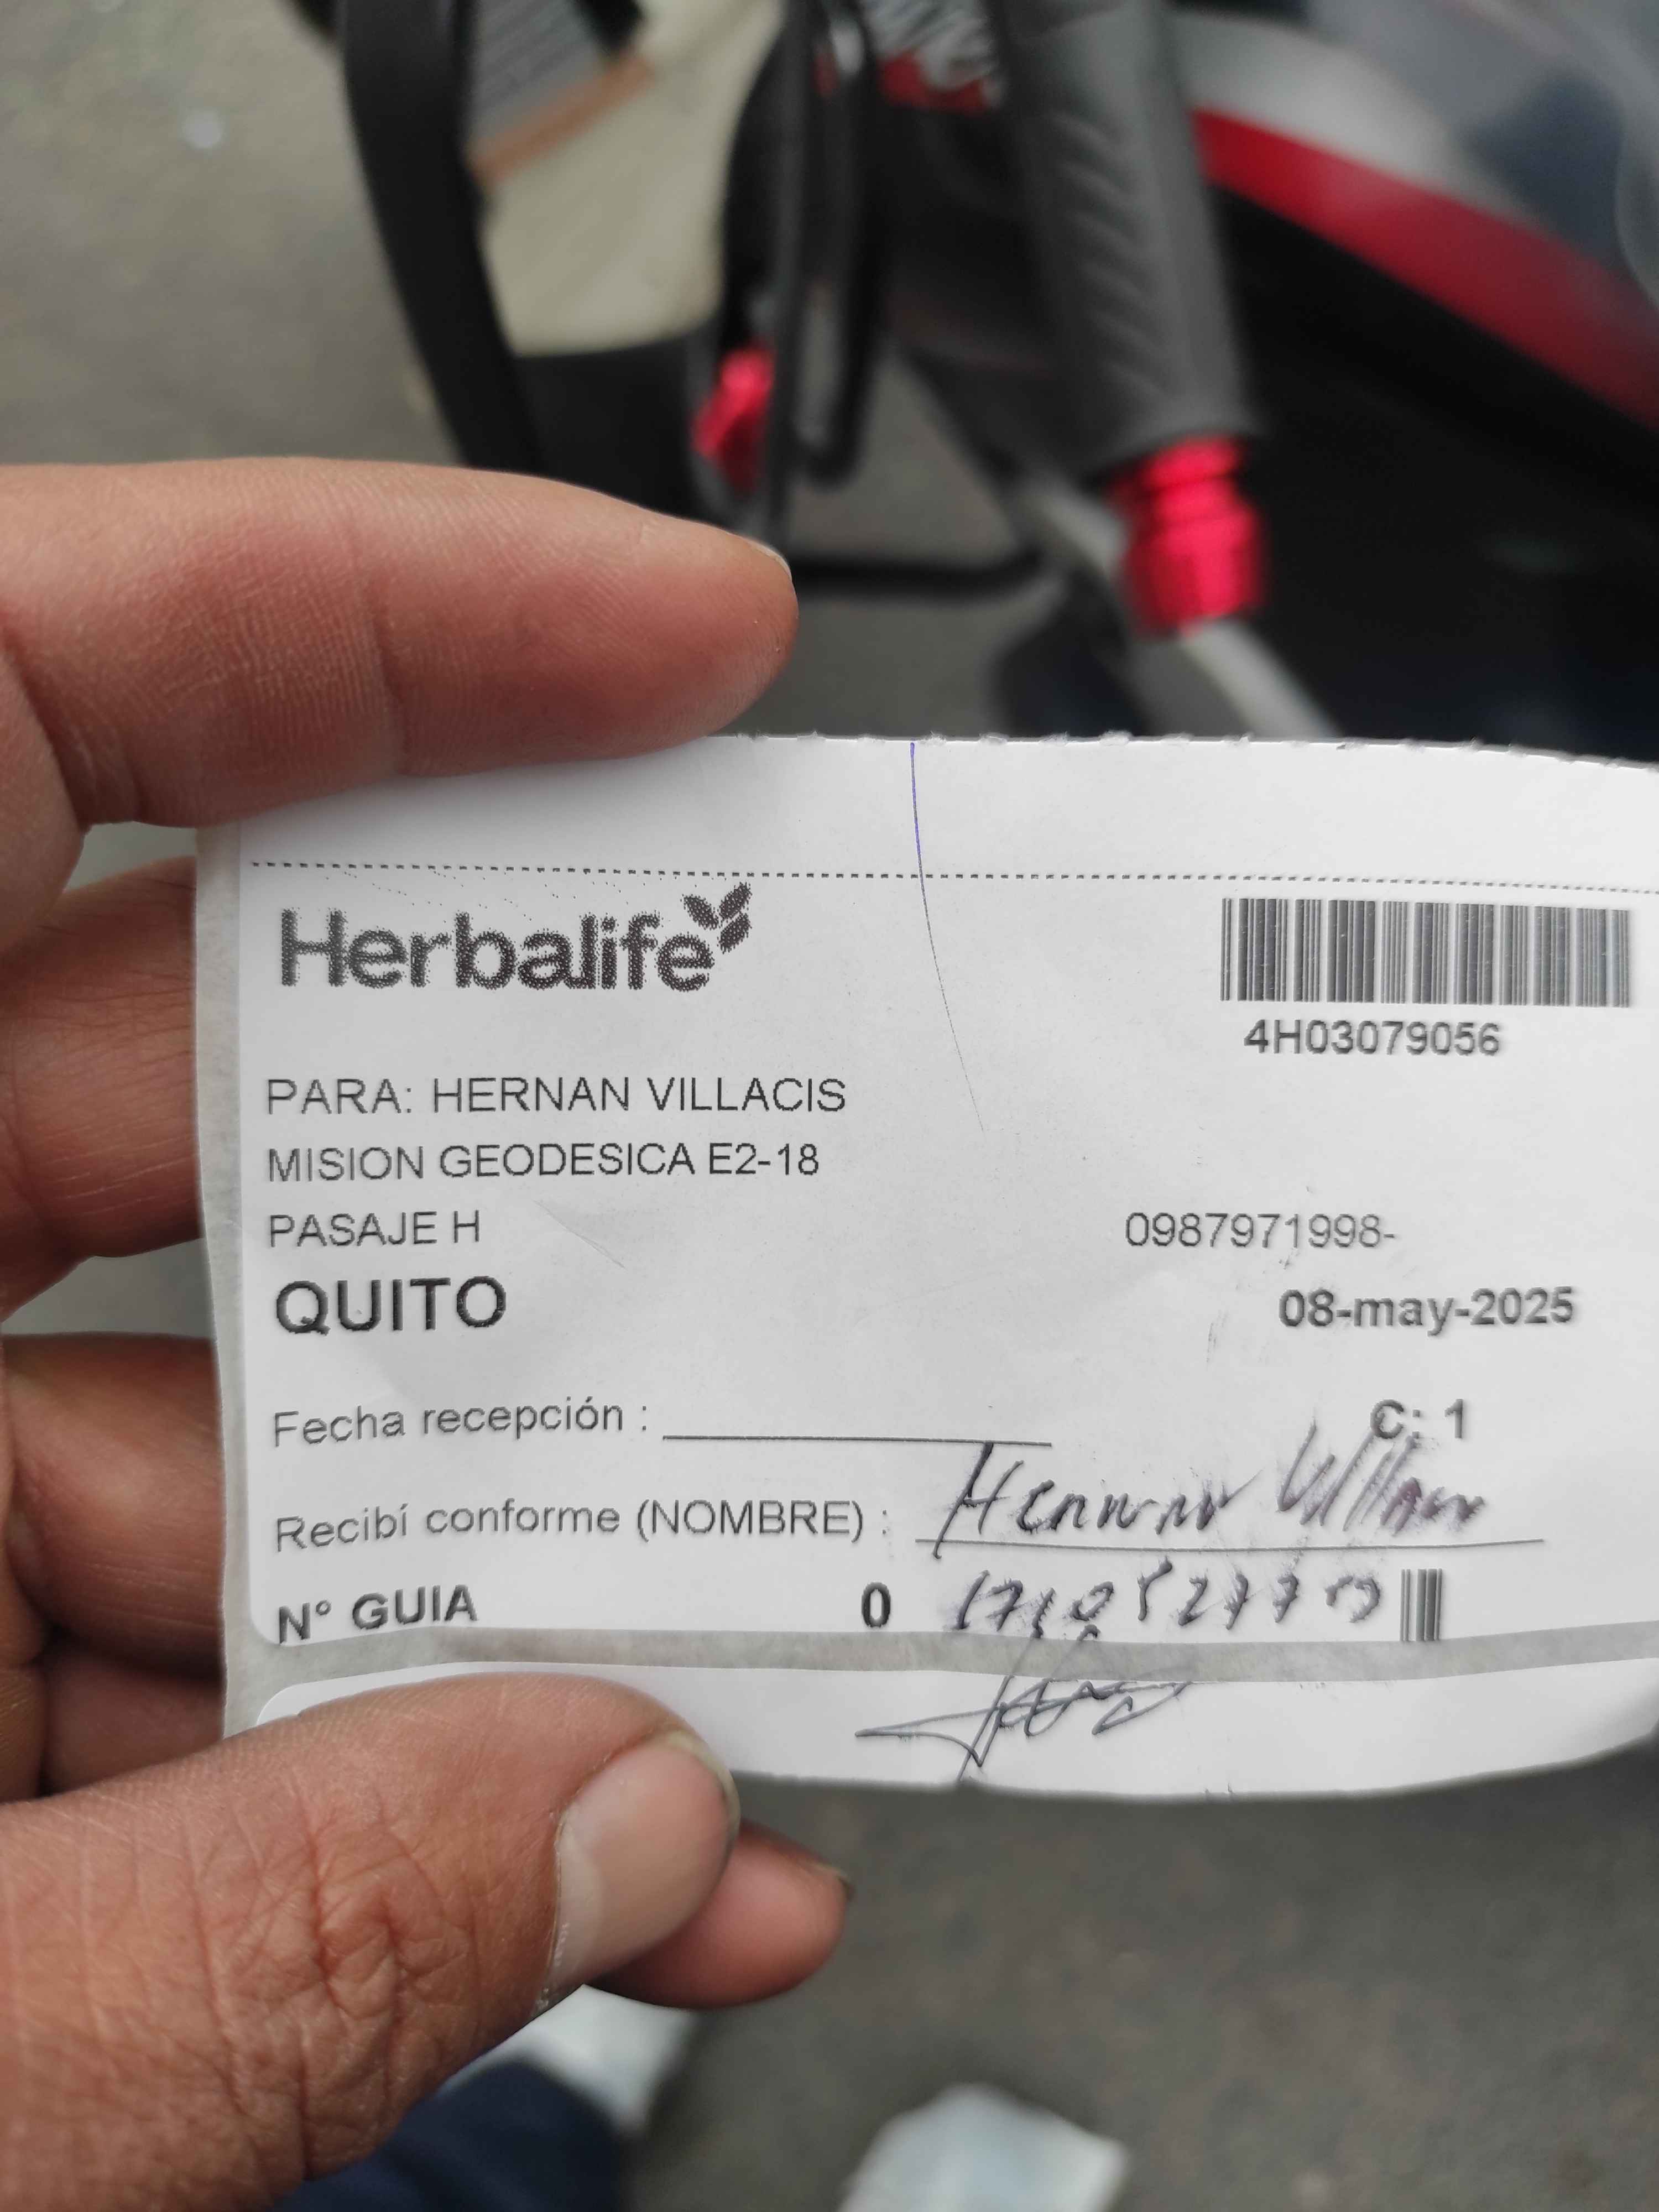 Herbalife
4H03079056
PARA: HERNAN VILLACIS
MISION GEODESICA E2-18
PASAJE H 0987971998-
QUITO 08-may-2025
Fecha recepción : C: 1
Recibí conforme (NOMBRE) : Hernan
N° GUIA 0